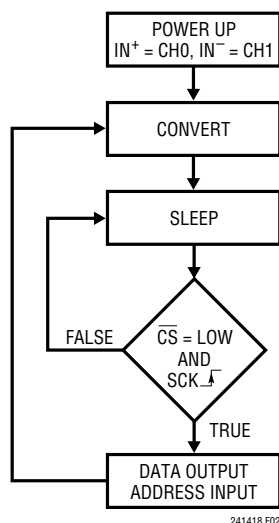 POWER UP
IN⁺ = CH0, IN⁻ = CH1
CONVERT
SLEEP
FALSE
C̅S̅ = LOW
AND
SCK
TRUE
DATA OUTPUT
ADDRESS INPUT
241418 F02